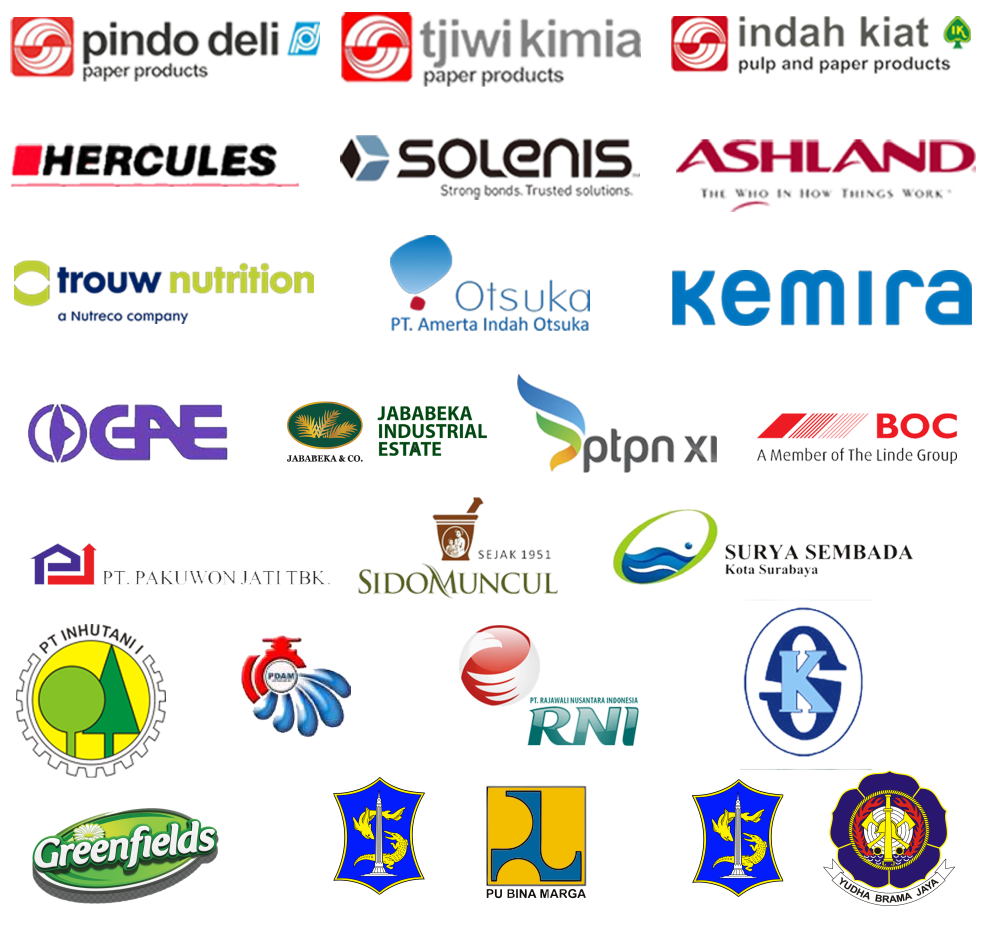 pindo deli
paper products
tjiwi kimia
paper products
indah kiat IK
pulp and paper products
HERCULES
SOLENIS
Strong bonds. Trusted solutions.
ASHLAND
THE WHO IN HOW THINGS WORK™
trouw nutrition
a Nutreco company
Otsuka
PT. Amerta Indah Otsuka
Kemira
JABABEKA
INDUSTRIAL
ESTATE
JABABEKA & CO.
ptpn XI
BOC
A Member of The Linde Group
PT. PAKUWON JATI TBK.
SEJAK 1951
SIDOMUNCUL
SURYA SEMBADA
Kota Surabaya
PT INHUTANI I
PDAM
PT. RAJAWALI NUSANTARA INDONESIA
RNI
K
Greenfields
PU BINA MARGA
YUDHA BRAMA JAYA